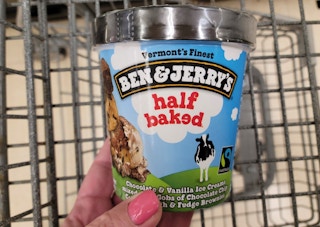 Vermont's Finest
BEN & JERRY'S
half
baked
Chocolate & Vanilla Ice Creams
Gobs of Chocolate Chip
& Fudge Brownies